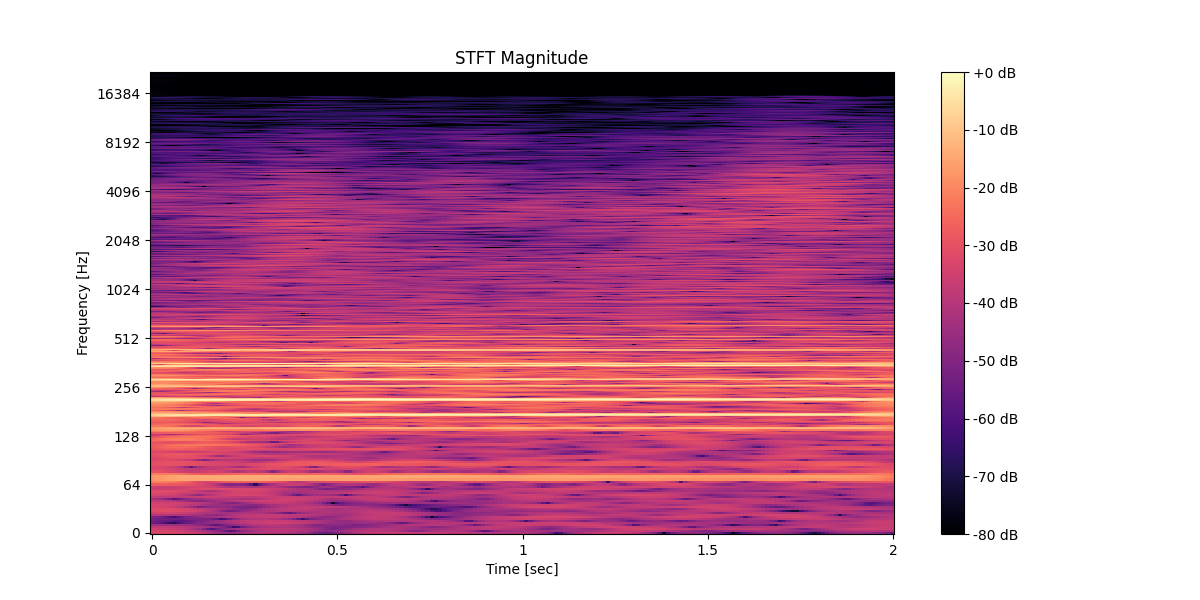 STFT Magnitude
Frequency [Hz]
16384
8192
4096
2048
1024
512
256
128
64
0
0 0.5 1 1.5 2
Time [sec]
+0 dB
-10 dB
-20 dB
-30 dB
-40 dB
-50 dB
-60 dB
-70 dB
-80 dB